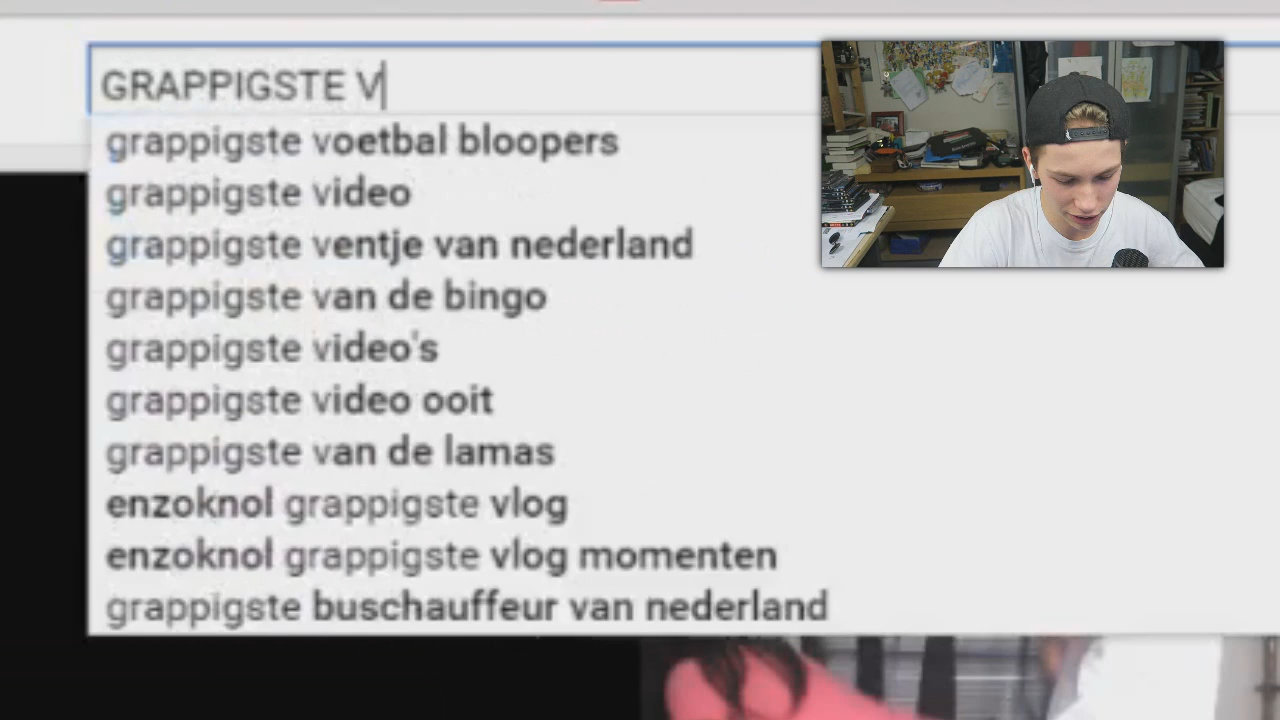 GRAPPIGSTE V
grappigste voetbal bloopers
grappigste video
grappigste ventje van nederland
grappigste van de bingo
grappigste video's
grappigste video ooit
grappigste van de lamas
enzoknol grappigste vlog
enzoknol grappigste vlog momenten
grappigste buschauffeur van nederland